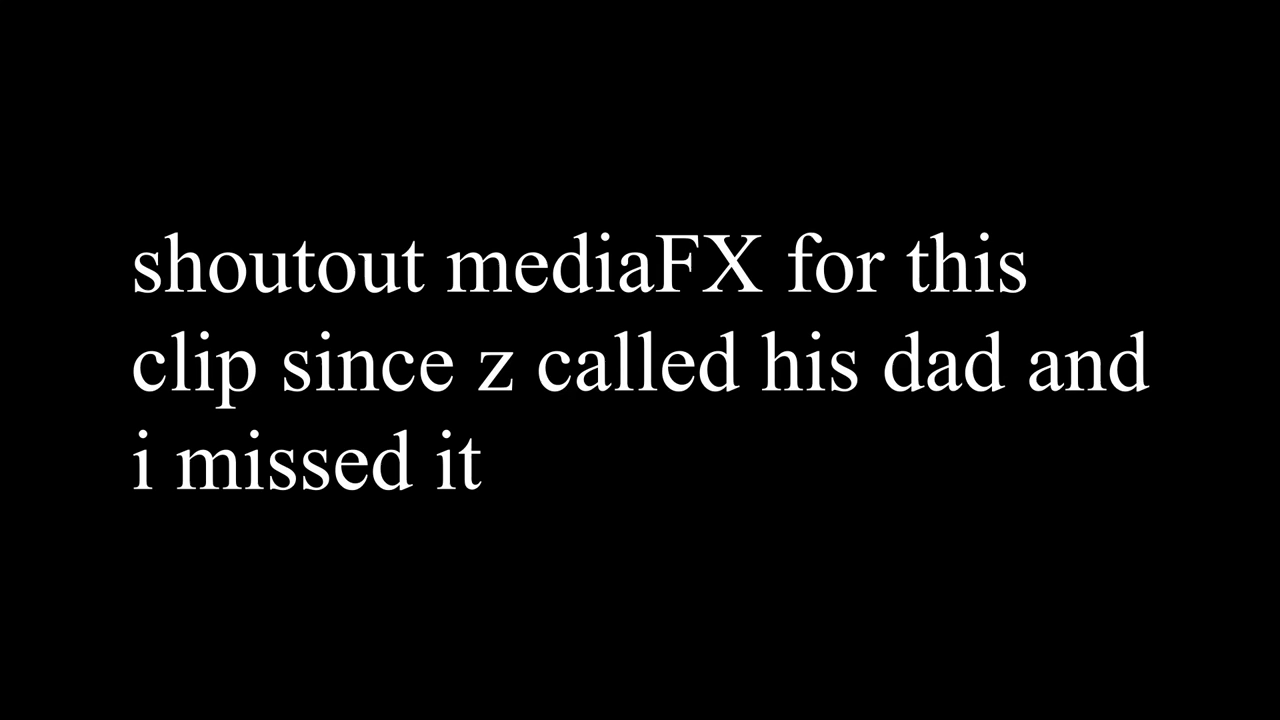 shoutout mediaFX for this
clip since z called his dad and
i missed it